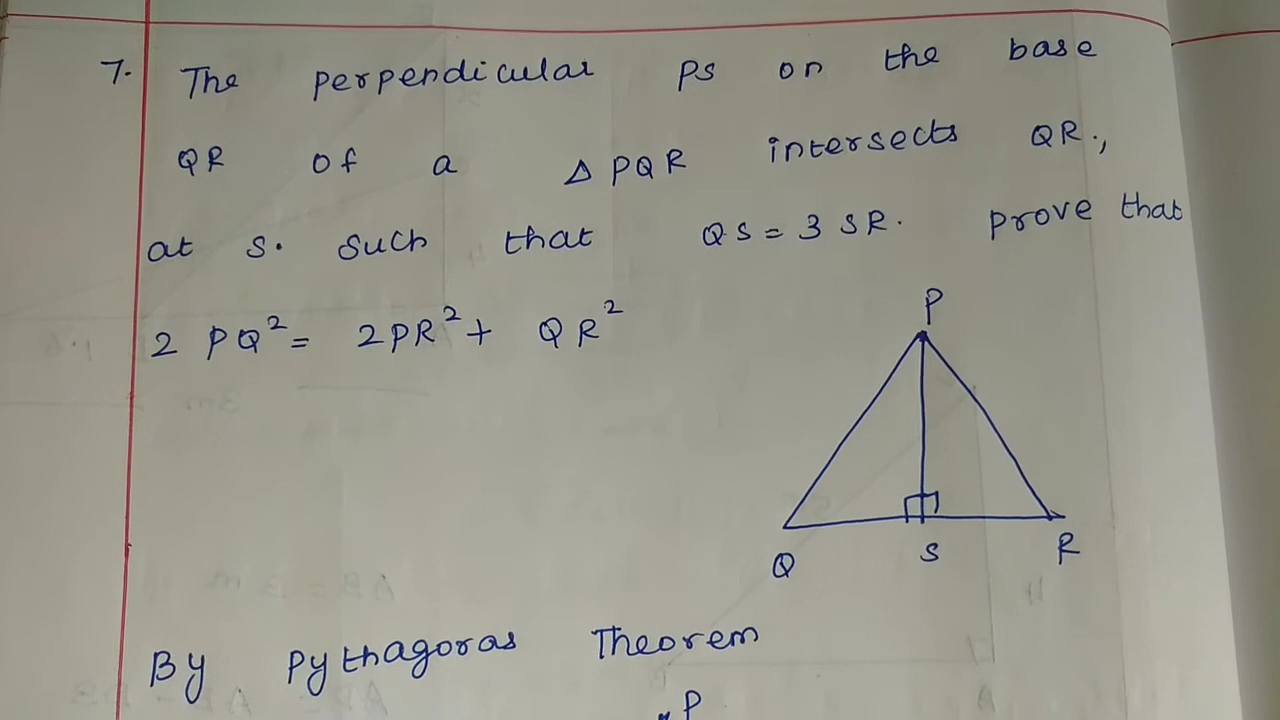 7. The perpendicular PS on the base
QR of a △ PQR intersects QR.,
at S. Such that QS = 3 SR. prove that
2 PQ² = 2PR² + QR²
P
Q S R
By Pythagoras Theorem
P